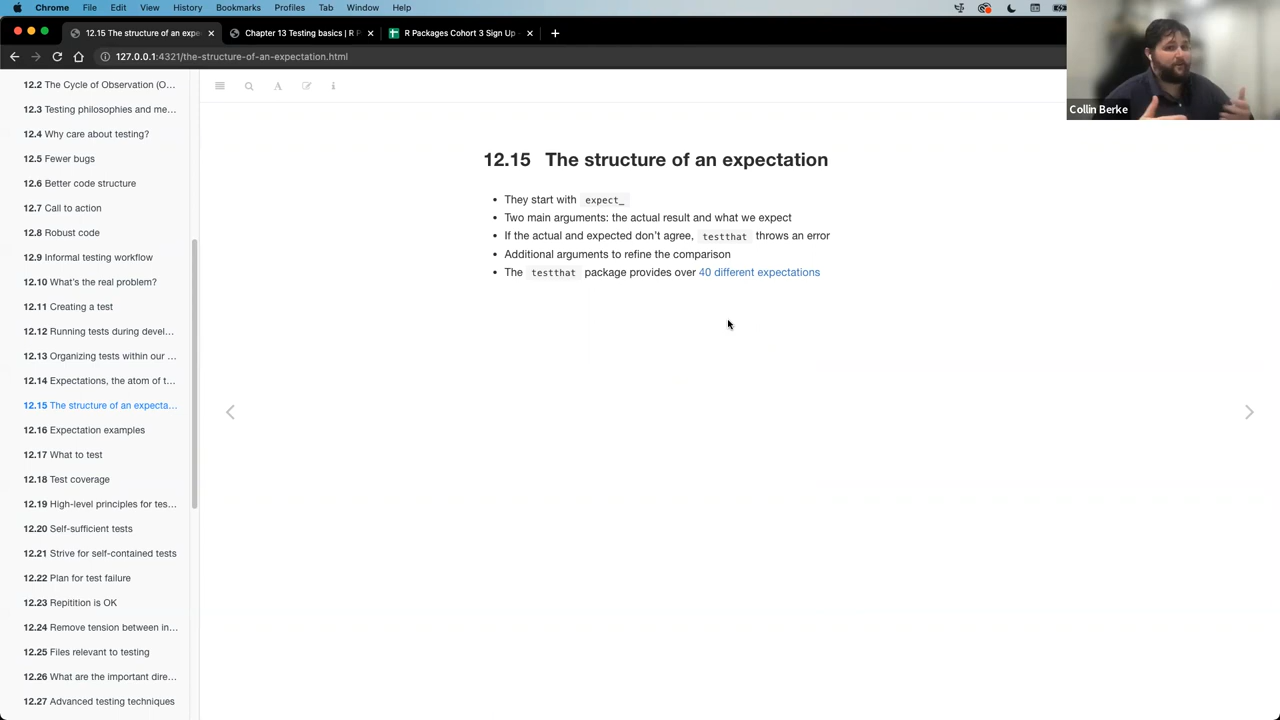 Chrome File Edit View History Bookmarks Profiles Tab Window Help
12.15 The structure of an expe
Chapter 13 Testing basics | R P
R Packages Cohort 3 Sign Up
127.0.0.1:4321/the-structure-of-an-expectation.html
Collin Berke
12.2 The Cycle of Observation (O...
12.3 Testing philosophies and me...
12.4 Why care about testing?
12.5 Fewer bugs
12.6 Better code structure
12.7 Call to action
12.8 Robust code
12.9 Informal testing workflow
12.10 What's the real problem?
12.11 Creating a test
12.12 Running tests during devel...
12.13 Organizing tests within our ...
12.14 Expectations, the atom of t...
12.15 The structure of an expecta...
12.16 Expectation examples
12.17 What to test
12.18 Test coverage
12.19 High-level principles for tes...
12.20 Self-sufficient tests
12.21 Strive for self-contained tests
12.22 Plan for test failure
12.23 Repitition is OK
12.24 Remove tension between in...
12.25 Files relevant to testing
12.26 What are the important dire...
12.27 Advanced testing techniques
12.15 The structure of an expectation
• They start with expect_
• Two main arguments: the actual result and what we expect
• If the actual and expected don't agree, testthat throws an error
• Additional arguments to refine the comparison
• The testthat package provides over 40 different expectations